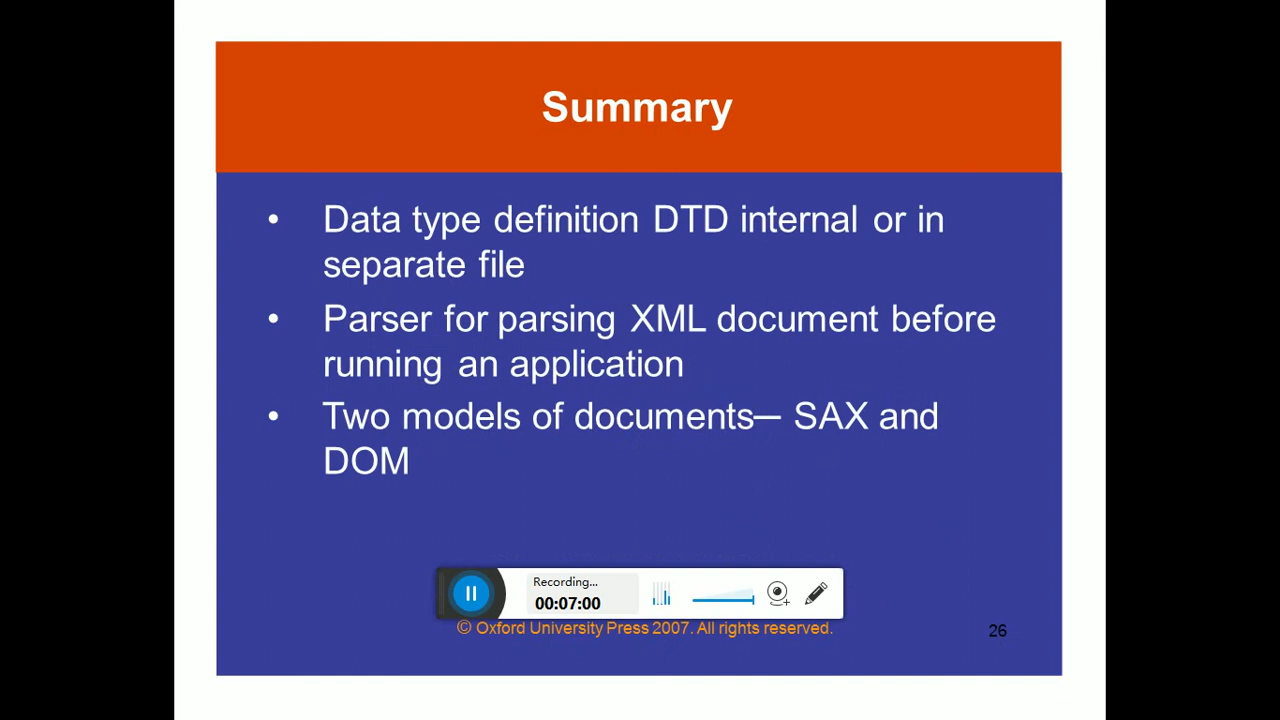 Summary
• Data type definition DTD internal or in
separate file
• Parser for parsing XML document before
running an application
• Two models of documents─ SAX and
DOM
Recording...
00:07:00
© Oxford University Press 2007. All rights reserved.
26